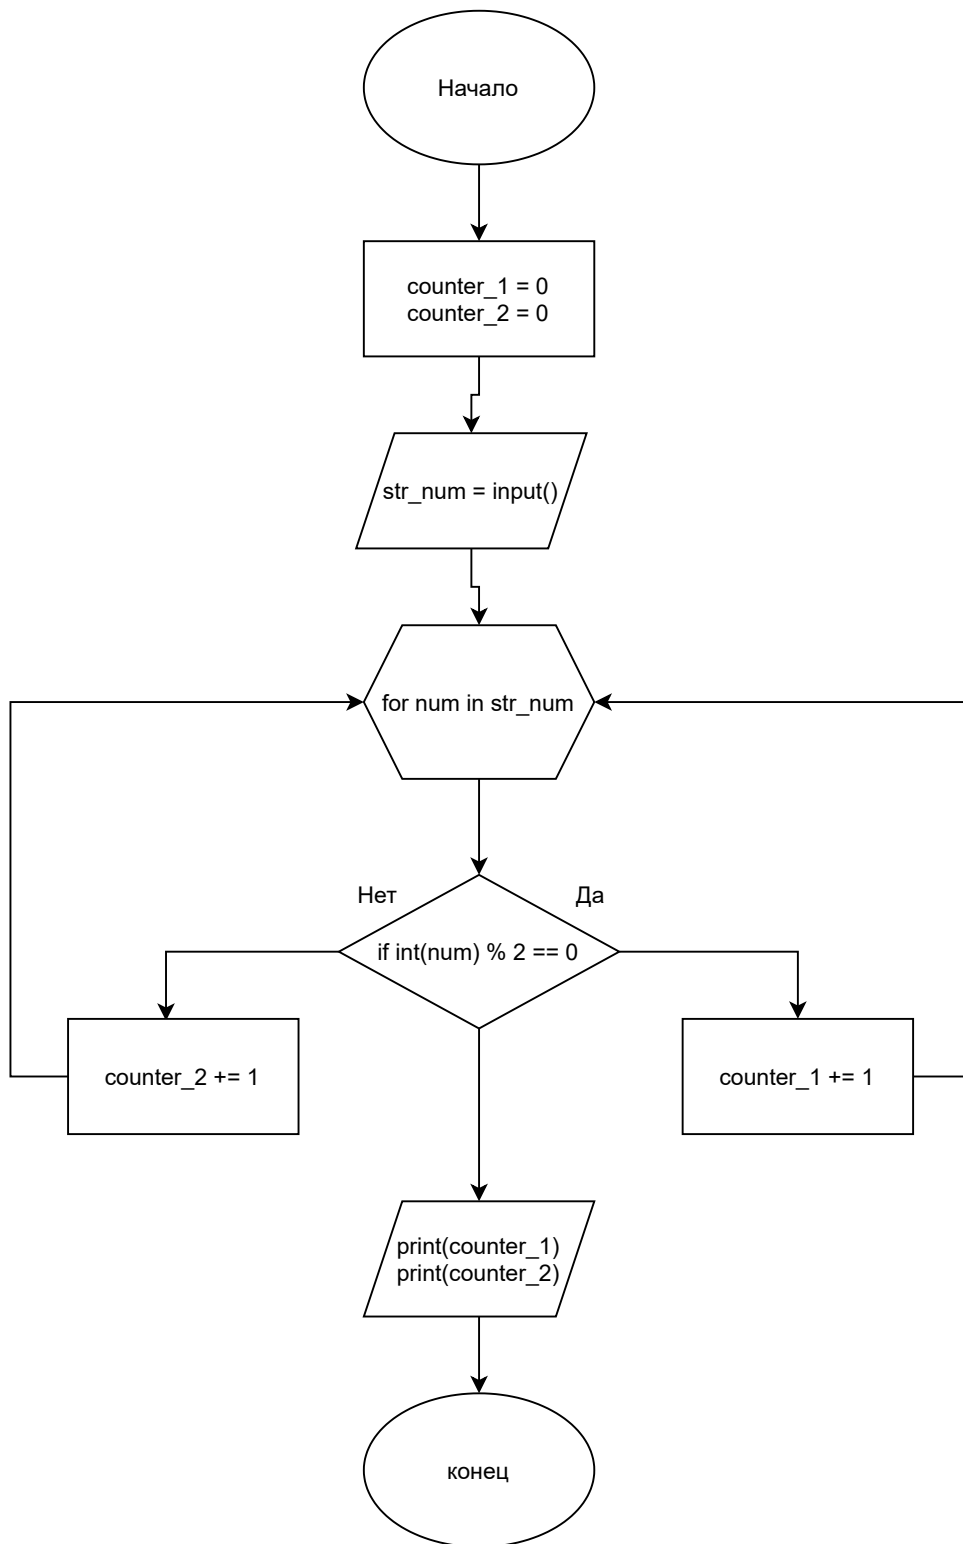 Начало
counter_1 = 0
counter_2 = 0
str_num = input()
for num in str_num
Нет
Да
if int(num) % 2 == 0
counter_2 += 1
counter_1 += 1
print(counter_1)
print(counter_2)
конец